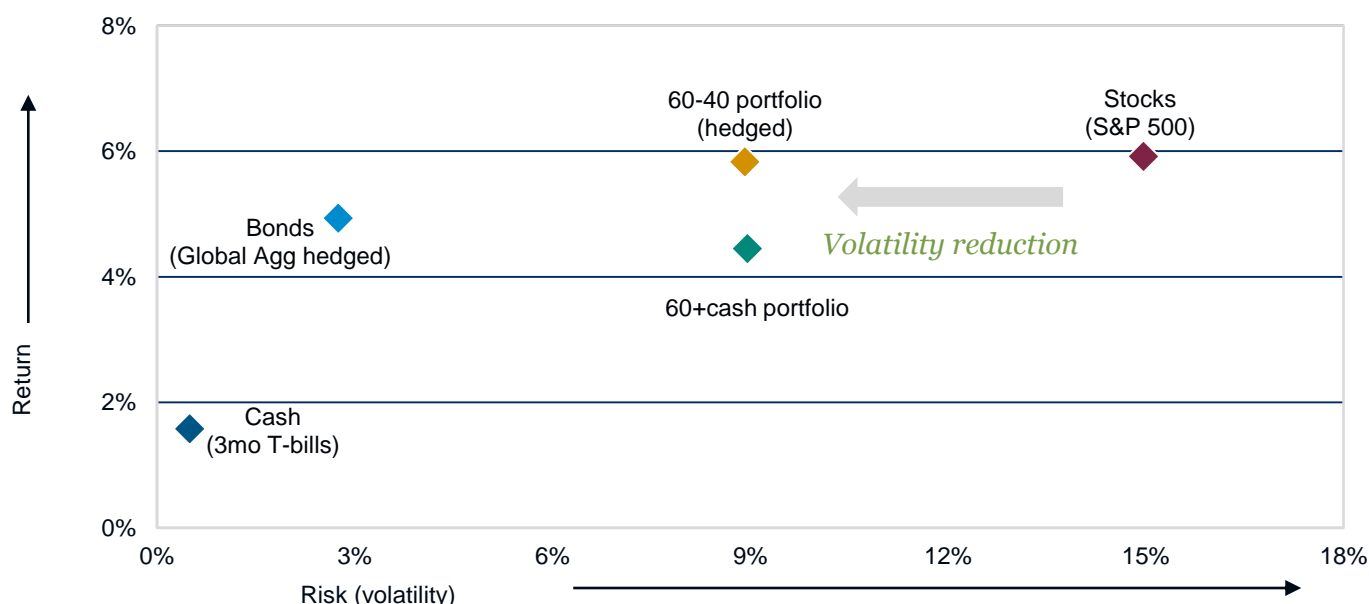 8%
60-40 portfolio
(hedged)
Stocks
(S&P 500)
6%
Bonds
(Global Agg hedged)
Volatility reduction
4%
60+cash portfolio
Return
2%
Cash
(3mo T-bills)
0%
0%
3%
6%
9%
12%
15%
18%
Risk (volatility)